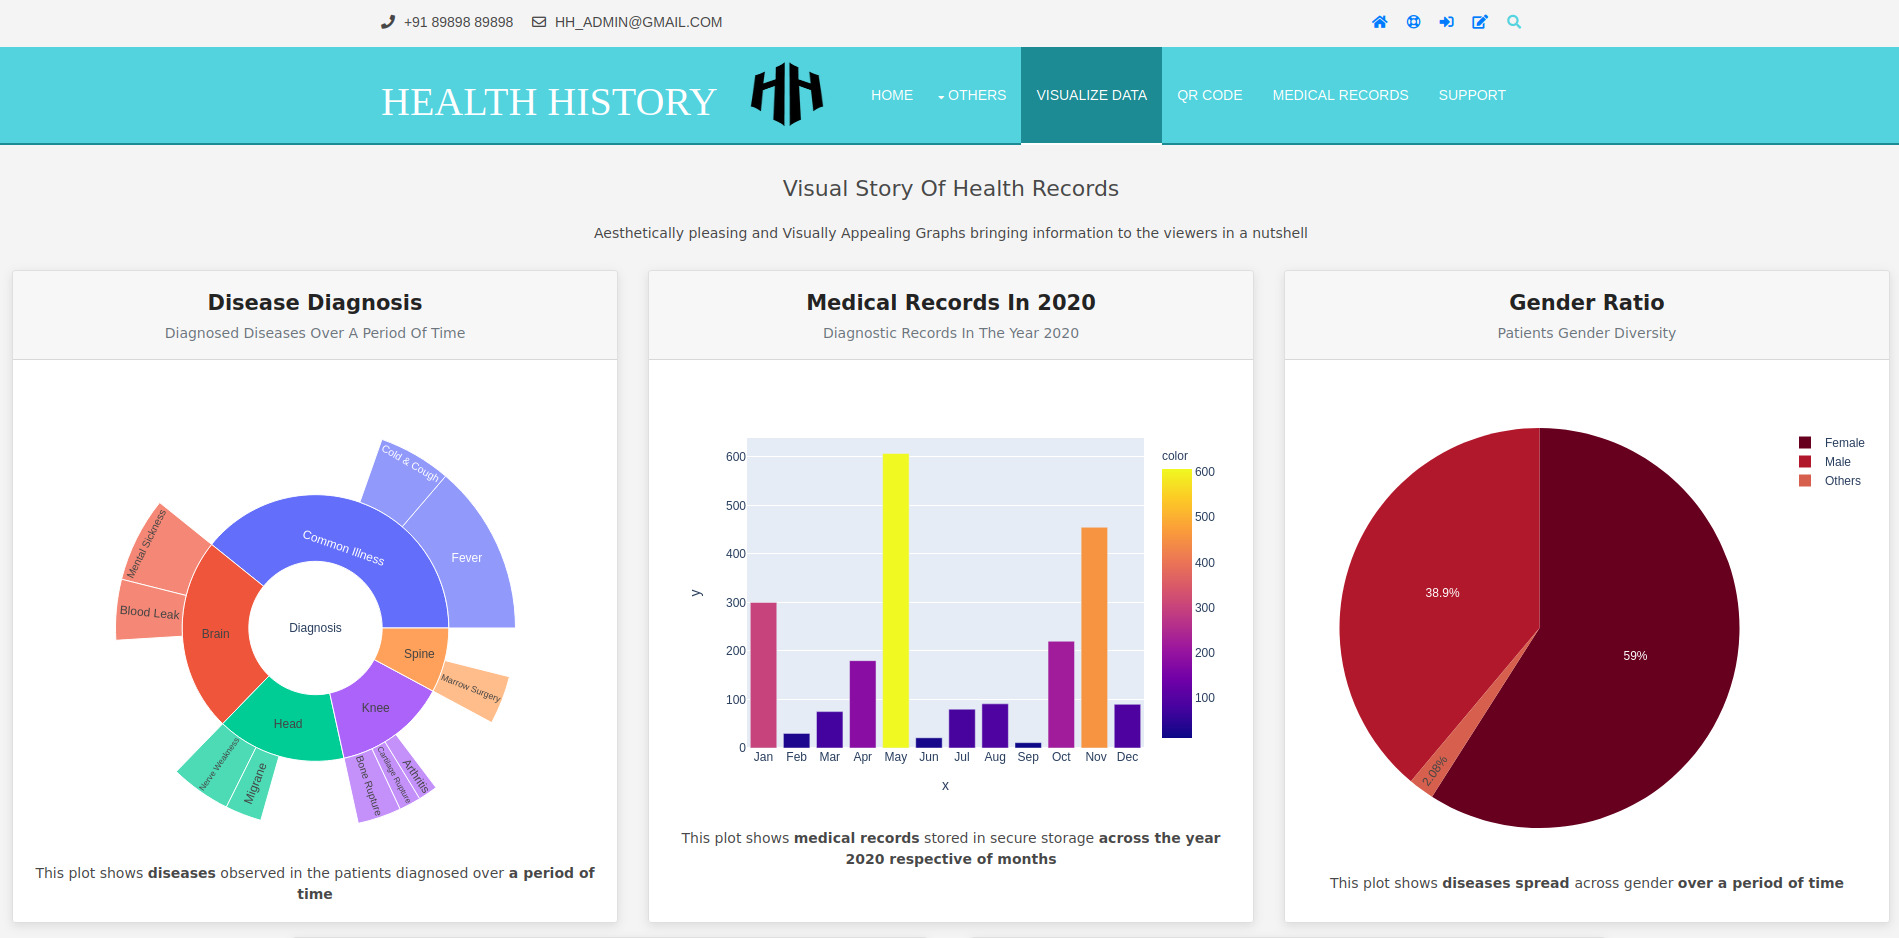 +91 89898 89898 HH_ADMIN@GMAIL.COM
HEALTH HISTORY HH HOME OTHERS VISUALIZE DATA QR CODE MEDICAL RECORDS SUPPORT
Visual Story Of Health Records
Aesthetically pleasing and Visually Appealing Graphs bringing information to the viewers in a nutshell
Disease Diagnosis
Diagnosed Diseases Over A Period Of Time
Cold & Cough
Mental Sickness
Common Illness
Fever
Blood Leak
Diagnosis
Brain
Spine
Marrow Surgery
Knee
Head
Nerve Weakness
Migrane
Bone Rupture
Cartilage Rupture
Arthritis
This plot shows diseases observed in the patients diagnosed over a period of
time
Medical Records In 2020
Diagnostic Records In The Year 2020
600
500
400
300
200
100
0
y
Jan Feb Mar Apr May Jun Jul Aug Sep Oct Nov Dec
x
color
600
500
400
300
200
100
This plot shows medical records stored in secure storage across the year
2020 respective of months
Gender Ratio
Patients Gender Diversity
Female
Male
Others
38.9%
59%
2.08%
This plot shows diseases spread across gender over a period of time